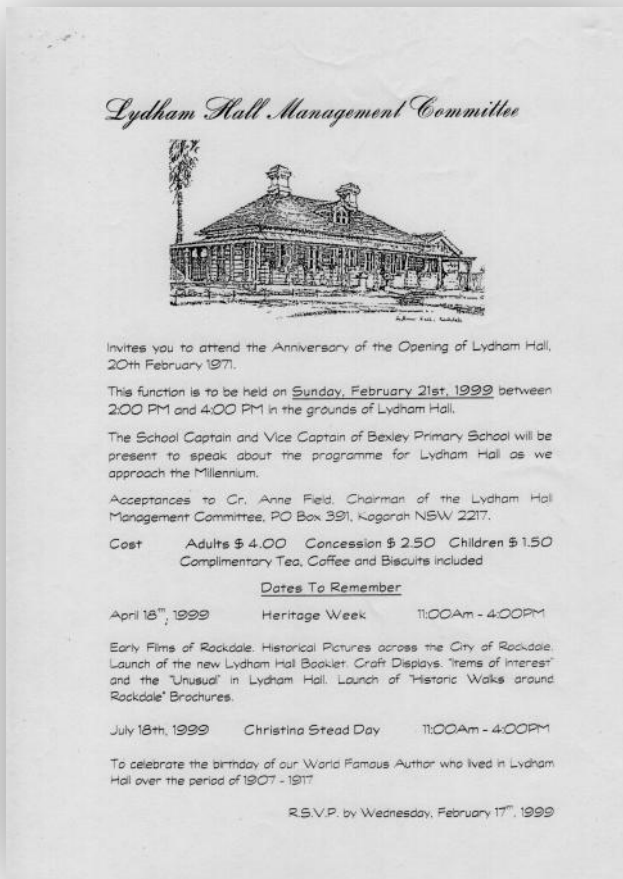 Lydham Hall Management Committee
Lydham Hall, Rockdale
Invites you to attend the Anniversary of the Opening of Lydham Hall,
20th February 1971.
This function is to be held on Sunday, February 21st, 1999 between
2:00 PM and 4:00 PM in the grounds of Lydham Hall.
The School Captain and Vice Captain of Bexley Primary School will be
present to speak about the programme for Lydham Hall as we
approach the Millennium.
Acceptances to Cr. Anne Field, Chairman of the Lydham Hall
Management Committee, PO Box 391, Kogarah NSW 2217.
Cost Adults $ 4.00 Concession $ 2.50 Children $ 1.50
Complimentary Tea, Coffee and Biscuits included
Dates To Remember
April 18th, 1999 Heritage Week 11:00Am - 4:00PM
Early Films of Rockdale. Historical Pictures across the City of Rockdale.
Launch of the new Lydham Hall Booklet. Craft Displays. "Items of interest"
and the "Unusual" in Lydham Hall. Launch of "Historic Walks around
Rockdale" Brochures.
July 18th, 1999 Christina Stead Day 11:00Am - 4:00PM
To celebrate the birthday of our World Famous Author who lived in Lydham
Hall over the period of 1907 - 1917
R.S.V.P. by Wednesday, February 17th, 1999